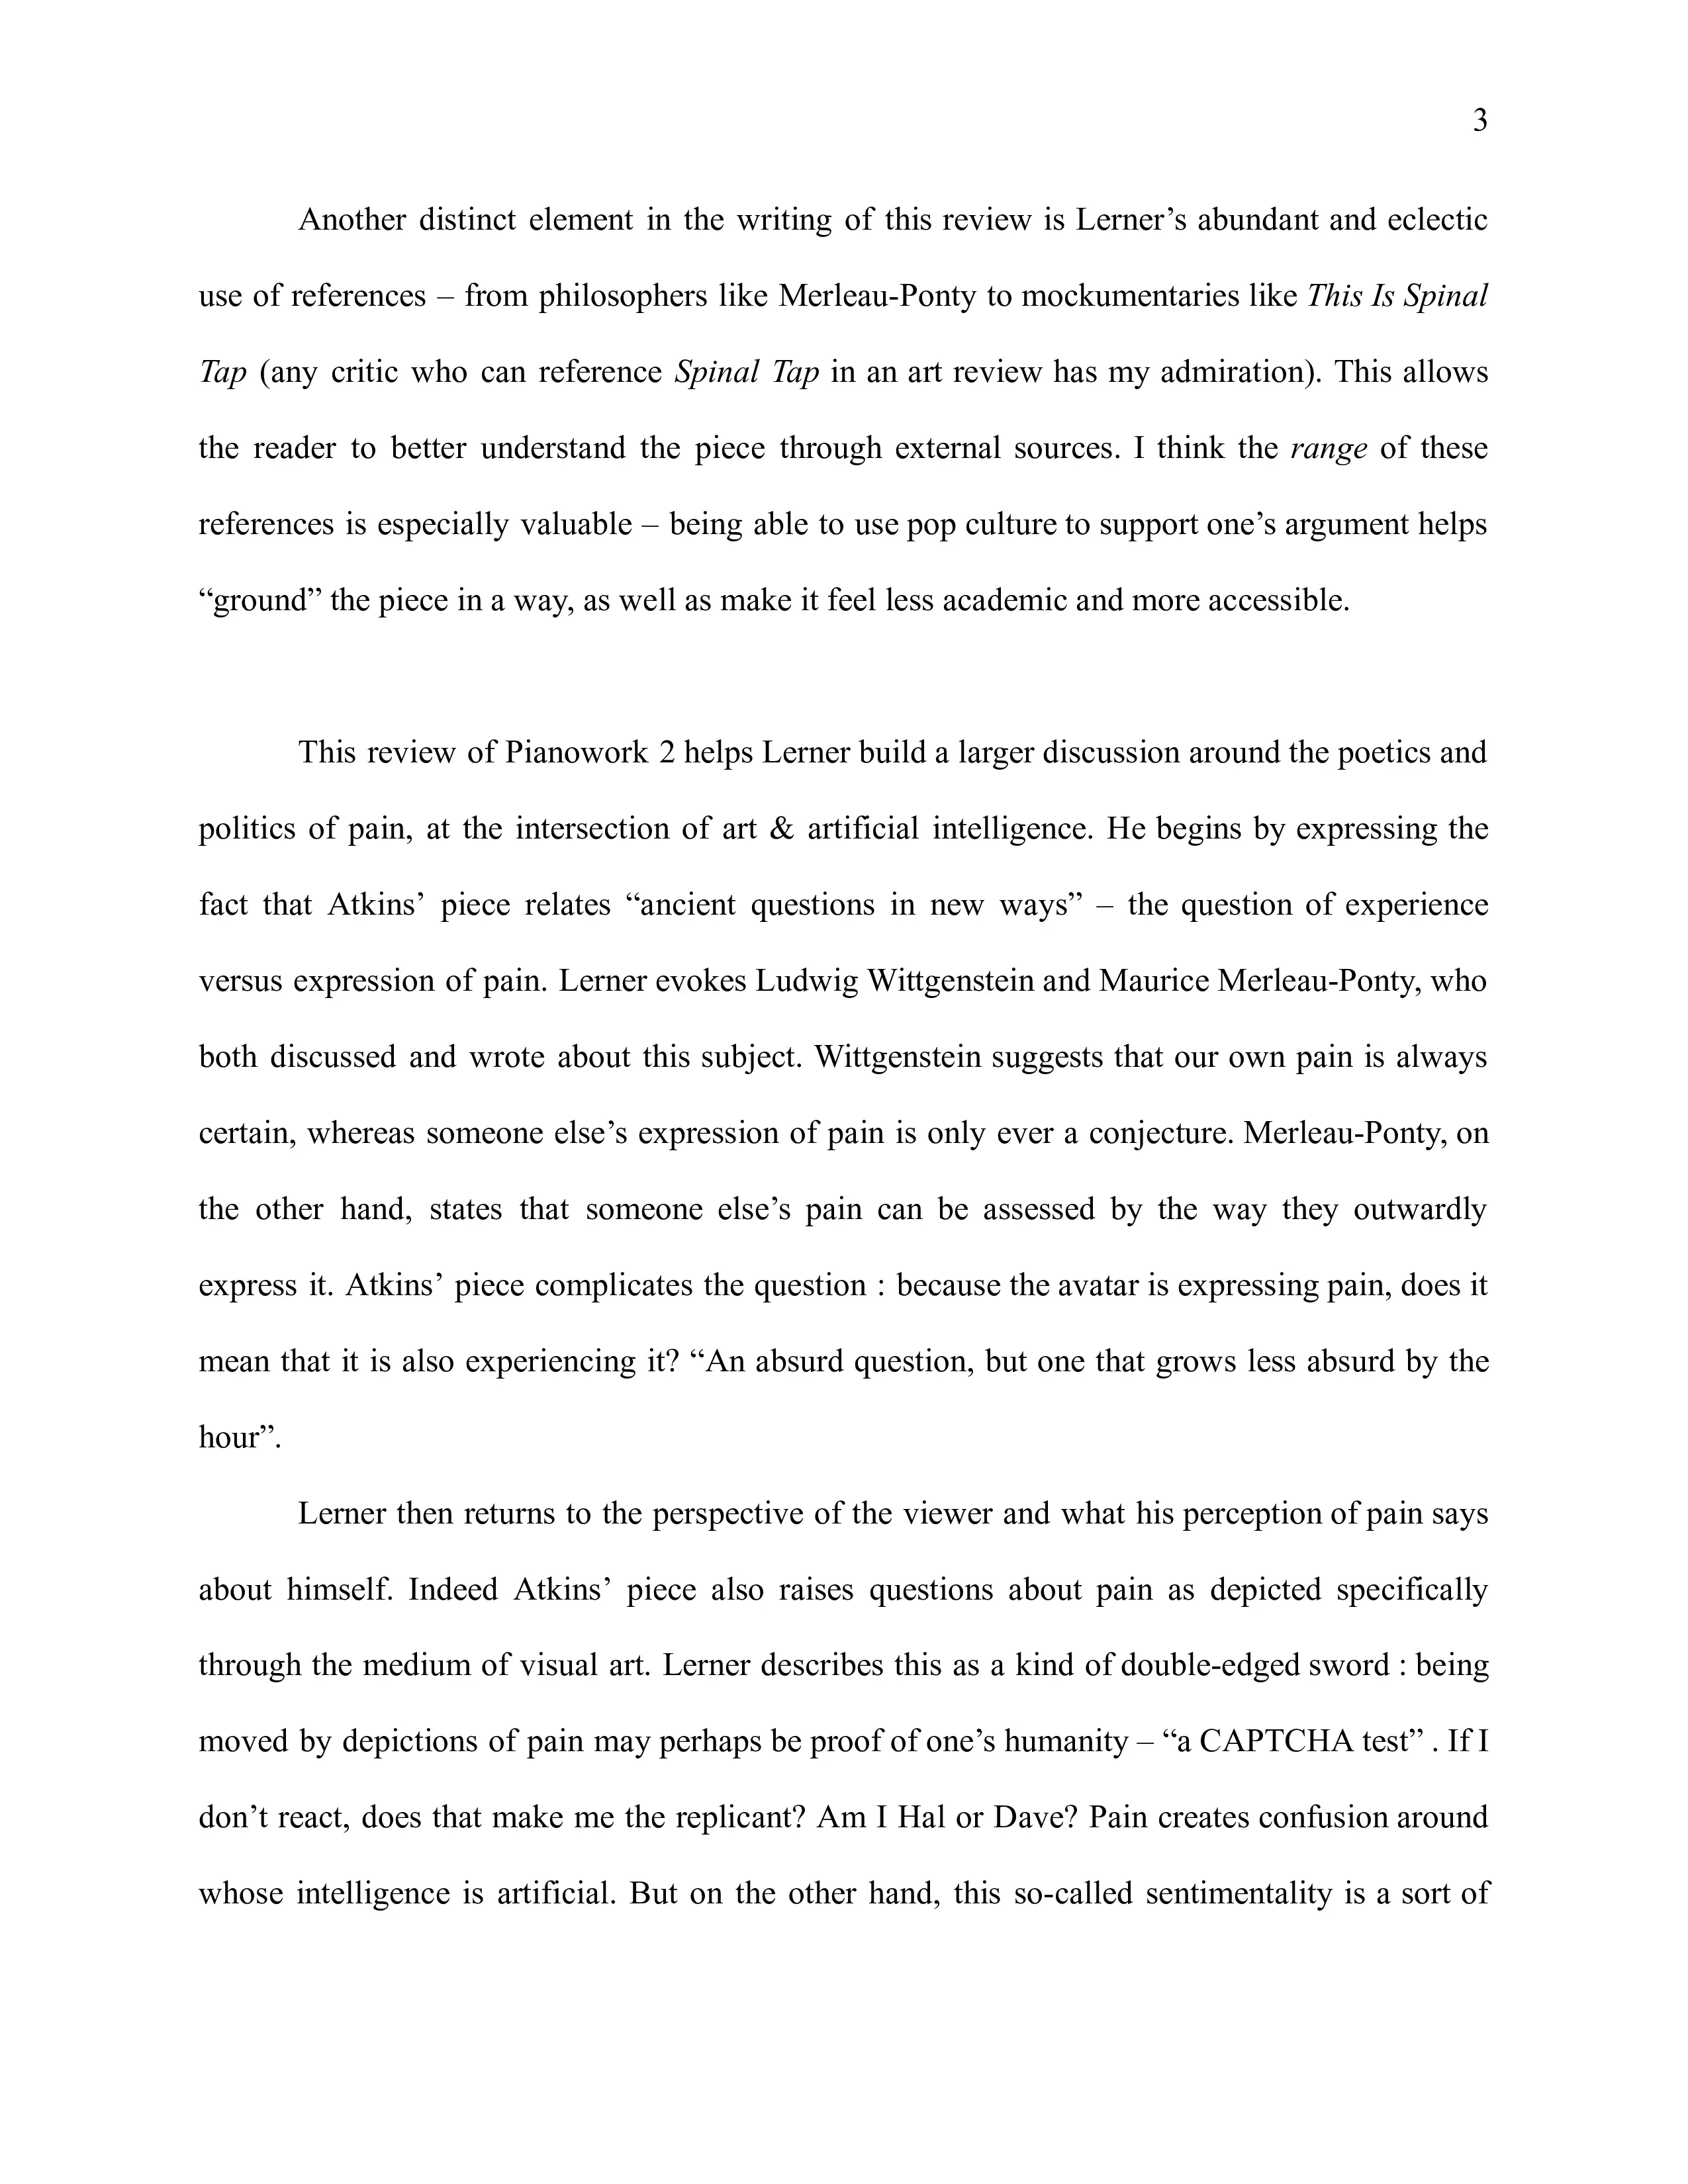 3
Another distinct element in the writing of this review is Lerner’s abundant and eclectic
use of references – from philosophers like Merleau-Ponty to mockumentaries like This Is Spinal
Tap (any critic who can reference Spinal Tap in an art review has my admiration). This allows
the reader to better understand the piece through external sources. I think the range of these
references is especially valuable – being able to use pop culture to support one’s argument helps
“ground” the piece in a way, as well as make it feel less academic and more accessible.
This review of Pianowork 2 helps Lerner build a larger discussion around the poetics and
politics of pain, at the intersection of art & artificial intelligence. He begins by expressing the
fact that Atkins’ piece relates “ancient questions in new ways” – the question of experience
versus expression of pain. Lerner evokes Ludwig Wittgenstein and Maurice Merleau-Ponty, who
both discussed and wrote about this subject. Wittgenstein suggests that our own pain is always
certain, whereas someone else’s expression of pain is only ever a conjecture. Merleau-Ponty, on
the other hand, states that someone else’s pain can be assessed by the way they outwardly
express it. Atkins’ piece complicates the question : because the avatar is expressing pain, does it
mean that it is also experiencing it? “An absurd question, but one that grows less absurd by the
hour”.
Lerner then returns to the perspective of the viewer and what his perception of pain says
about himself. Indeed Atkins’ piece also raises questions about pain as depicted specifically
through the medium of visual art. Lerner describes this as a kind of double-edged sword : being
moved by depictions of pain may perhaps be proof of one’s humanity – “a CAPTCHA test” . If I
don’t react, does that make me the replicant? Am I Hal or Dave? Pain creates confusion around
whose intelligence is artificial. But on the other hand, this so-called sentimentality is a sort of